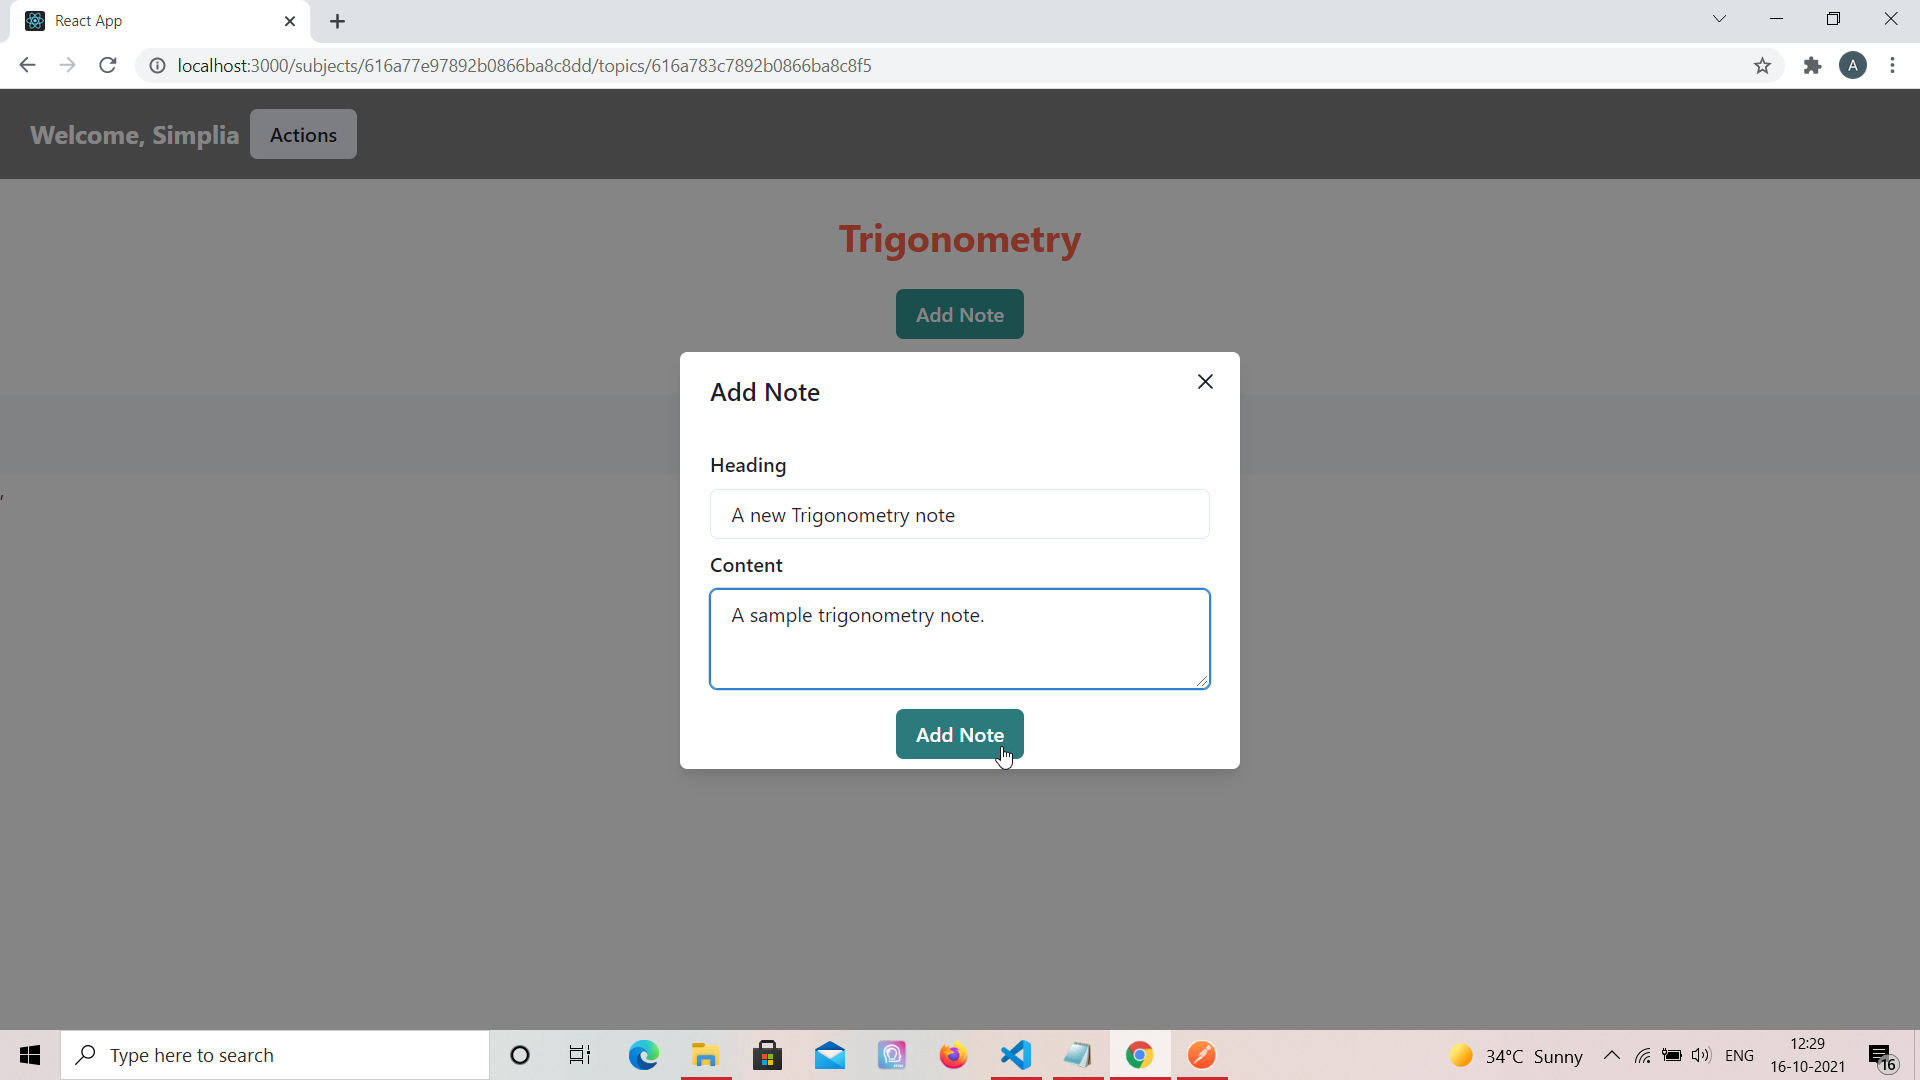 React App
localhost:3000/subjects/616a77e97892b0866ba8c8dd/topics/616a783c7892b0866ba8c8f5
A
Welcome, Simplia
Actions
Trigonometry
Add Note
,
Add Note
Heading
A new Trigonometry note
Content
A sample trigonometry note.
Add Note
Type here to search
34°C Sunny
ENG
12:29
16-10-2021
16